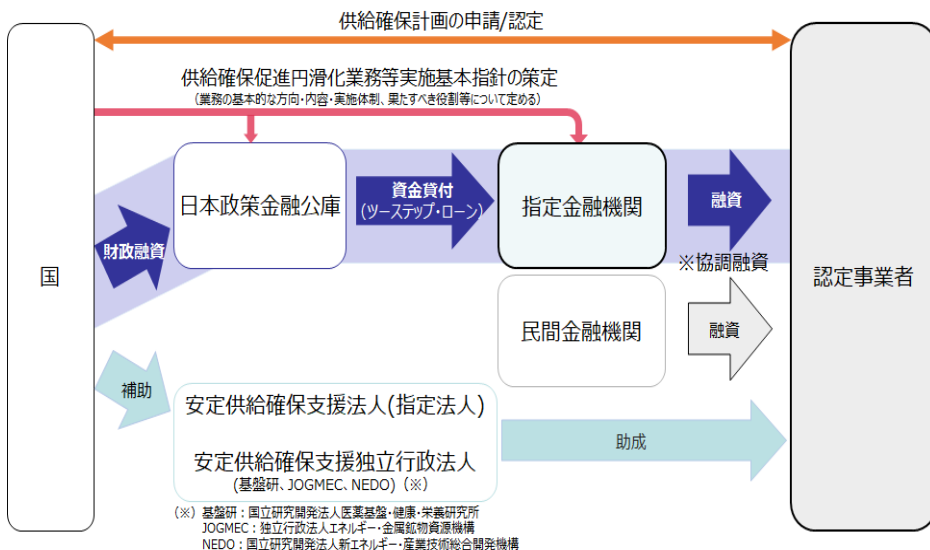 供給確保計画の申請/認定
供給確保促進円滑化業務等実施基本指針の策定
(業務の基本的な方向・内容・実施体制、果たすべき役割等について定める)
国
財政融資
日本政策金融公庫
資金貸付
(ツーステップ・ローン)
指定金融機関
融資
※協調融資
民間金融機関
融資
認定事業者
補助
安定供給確保支援法人(指定法人)
安定供給確保支援独立行政法人
(基盤研、JOGMEC、NEDO)(※)
助成
(※)基盤研:国立研究開発法人医薬基盤・健康・栄養研究所
JOGMEC:独立行政法人エネルギー・金属鉱物資源機構
NEDO:国立研究開発法人新エネルギー・産業技術総合開発機構